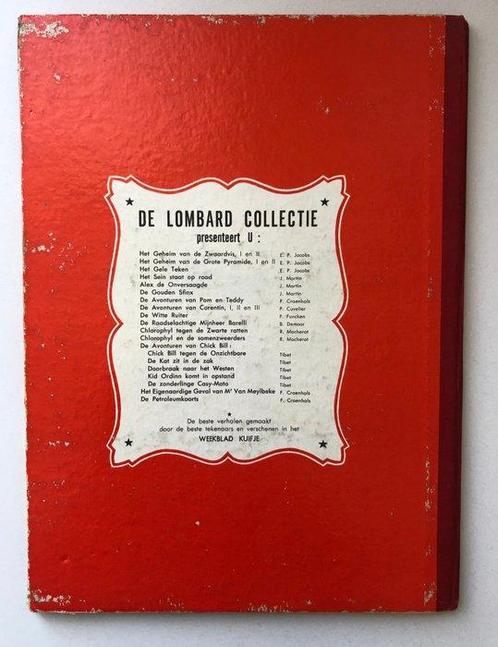 DE LOMBARD COLLECTIE
presenteert U :
Het Geheim van de Zwaardvis, I en II E. P. Jacobs
Het Geheim van de Grote Pyramide, I en II E. P. Jacobs
Het Gele Teken E. P. Jacobs
Het Sein staat op rood J. Martin
Alex de Onversaagde J. Martin
De Gouden Sfinx J. Martin
De Avonturen van Pom en Teddy F. Craenhals
De Avonturen van Corentin, I, II en III P. Cuvelier
De Witte Ruiter F. Funcken
De Raadselachtige Mijnheer Barelli B. Demoor
Chlorophyl tegen de Zwarte ratten R. Macherot
Chlorophyl en de samenzweerders R. Macherot
De Avonturen van Chick Bill :
Chick Bill tegen de Onzichtbare Tibet
De Kat zit in de zak Tibet
Doorbraak naar het Westen Tibet
Kid Ordinn komt in opstand Tibet
De zonderlinge Casy-Moto Tibet
Het Eigenaardige Geval van Mr Van Meylbeke F. Craenhals
De Petroleumkoorts F. Craenhals
De beste verhalen gemaakt
door de beste tekenaars en verschenen in het
WEEKBLAD KUIFJE